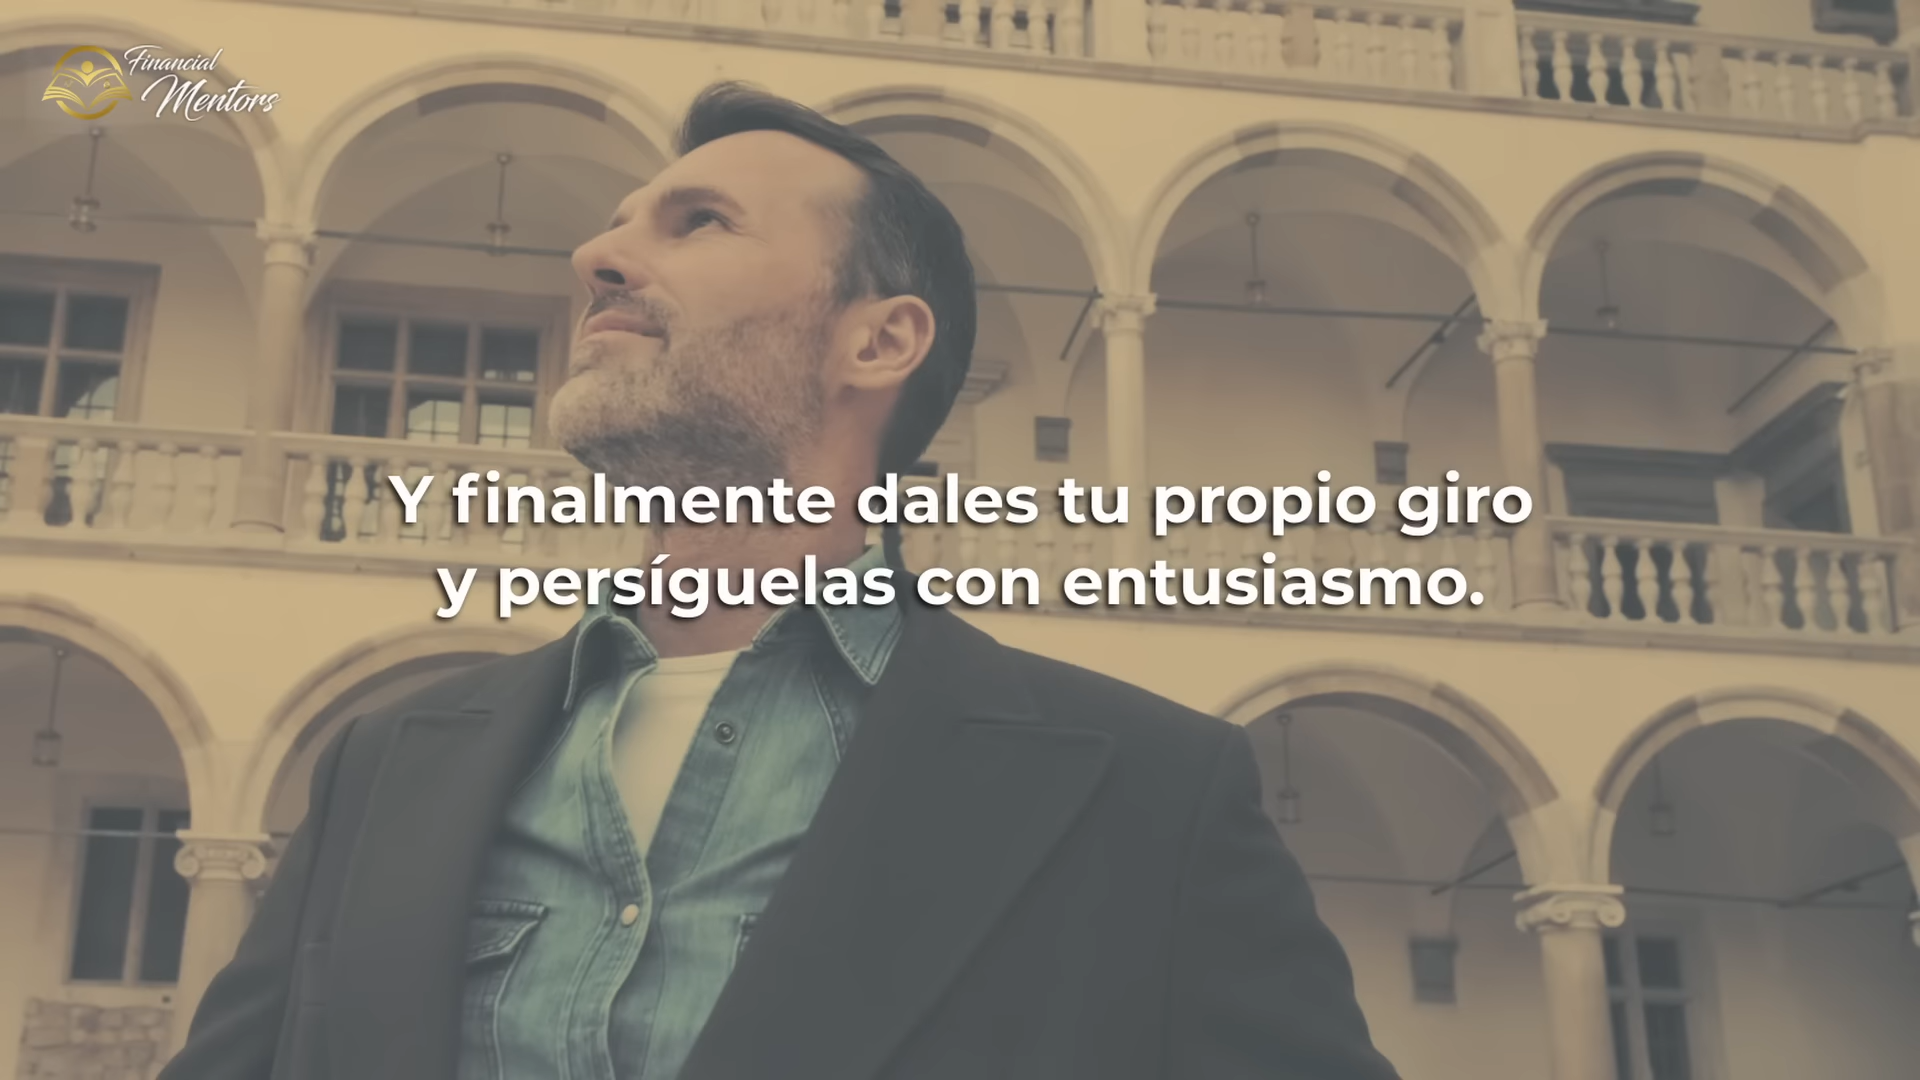 Financial
Mentors
Y finalmente dales tu propio giro
y persíguelas con entusiasmo.